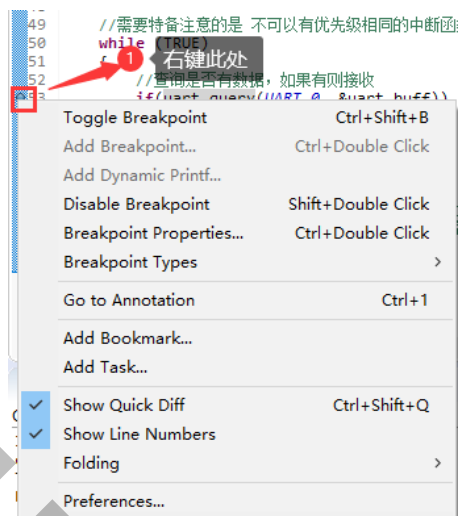 49 //需要特备注意的是 不可以有优先级相同的中断函
50 while (TRUE)
51 {
1 右键此处
52 //查询是否有数据，如果有则接收
53 if(uart_query(UART_0, &uart_buff))
Toggle Breakpoint Ctrl+Shift+B
Add Breakpoint... Ctrl+Double Click
Add Dynamic Printf...
Disable Breakpoint Shift+Double Click
Breakpoint Properties... Ctrl+Double Click
Breakpoint Types >
Go to Annotation Ctrl+1
Add Bookmark...
Add Task...
Show Quick Diff Ctrl+Shift+Q
Show Line Numbers
Folding >
Preferences...